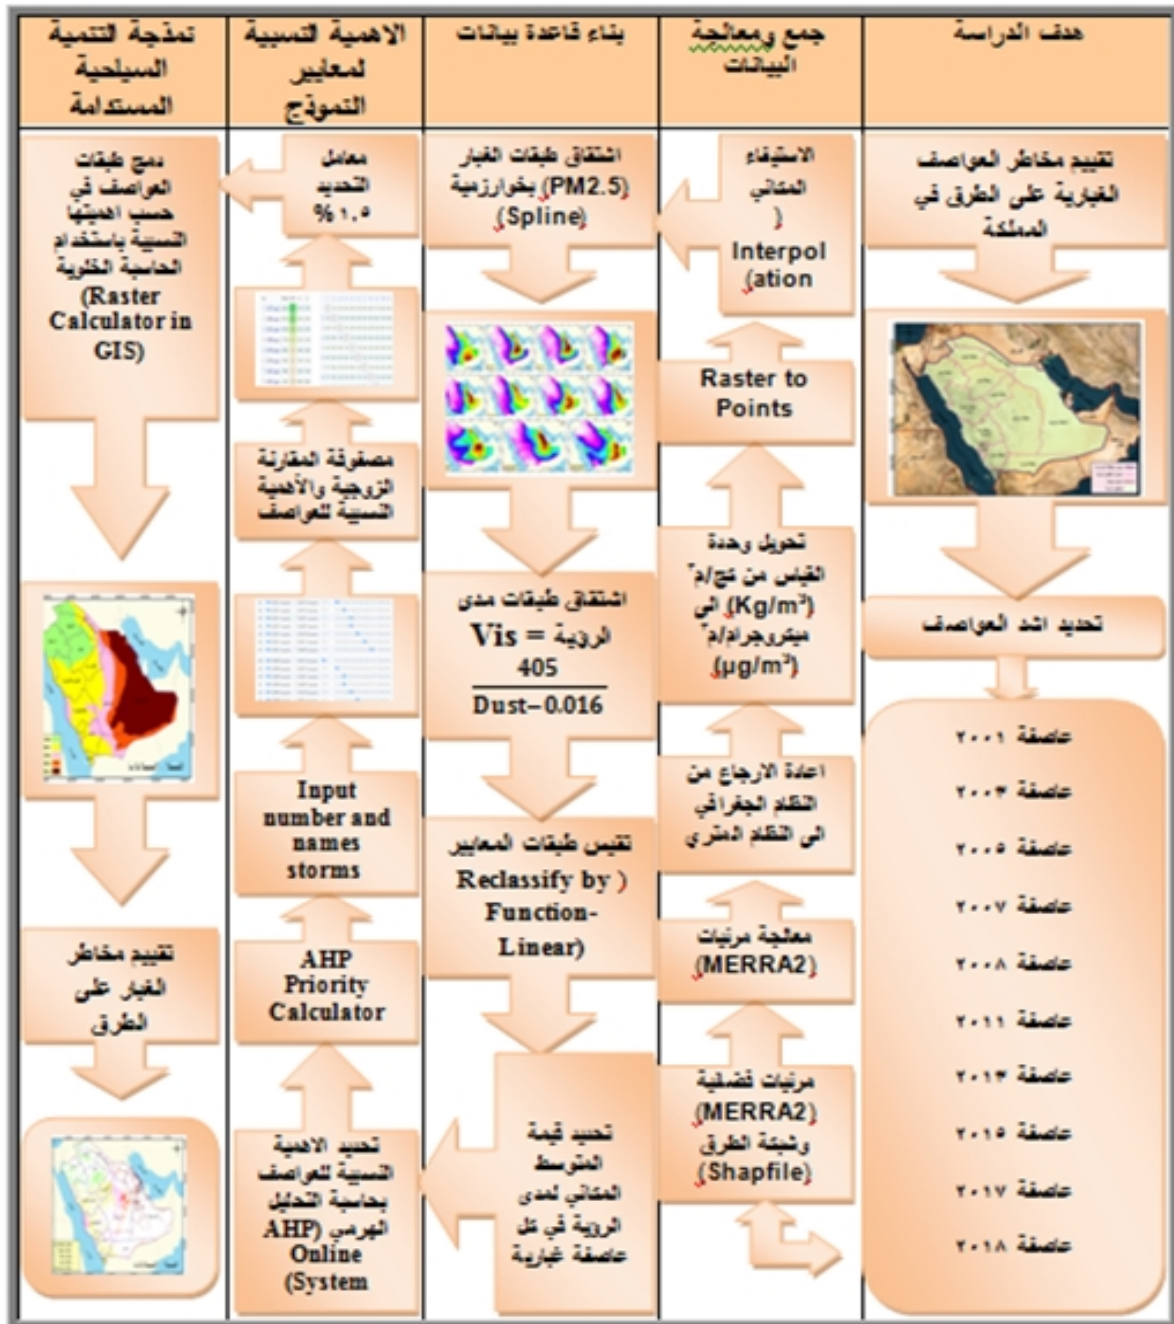 هدف الدراسة
تقييم مخاطر العواصف
الغبارية على الطرق في
المملكة
تحديد اشد العواصف
عاصفة ٢٠٠١
عاصفة ٢٠٠٣
عاصفة ٢٠٠٥
عاصفة ٢٠٠٧
عاصفة ٢٠٠٨
عاصفة ٢٠١١
عاصفة ٢٠١٣
عاصفة ٢٠١٥
عاصفة ٢٠١٧
عاصفة ٢٠١٨
جمع ومعالجة
البيانات
مرئيات فضائية
(MERRA2)
وشبكة الطرق
(Shapfile)
معالجة مرئيات
(MERRA2)
اعادة الارجاع من
النظام الجغرافي
الى النظام المتري
تحويل وحدة
القياس من كج/م³
(Kg/m³) الي
ميكروجرام/م³
(µg/m³)
Raster to
Points
الاستيفاء
المكاني
(
Interpol
(ation
بناء قاعدة بيانات
اشتقاق طبقات الغبار
(PM2.5) بخوارزمية
(Spline)
اشتقاق طبقات مدى
الرؤية = Vis
405
Dust–0.016
تقيس طبقات المعايير
Reclassify by )
Function-
Linear)
تحديد قيمة
المتوسط
المكاني لمدى
الرؤية في كل
عاصفة غبارية
الاهمية النسبية
لمعايير
النموذج
تحديد الاهمية
النسبية للعواصف
بحاسبة التحليل
الهرمي (AHP
Online
(System
AHP
Priority
Calculator
Input
number and
names
storms
مصفوفة المقارنة
الزوجية والأهمية
النسبية للعواصف
معامل
التحديد
١.٥ %
نمذجة التنمية
السياحية
المستدامة
دمج طبقات
العواصف في
حسب اهميتها
النسبية باستخدام
الحاسبة الخلوية
(Raster
Calculator in
GIS)
تقييم مخاطر
الغبار على
الطرق